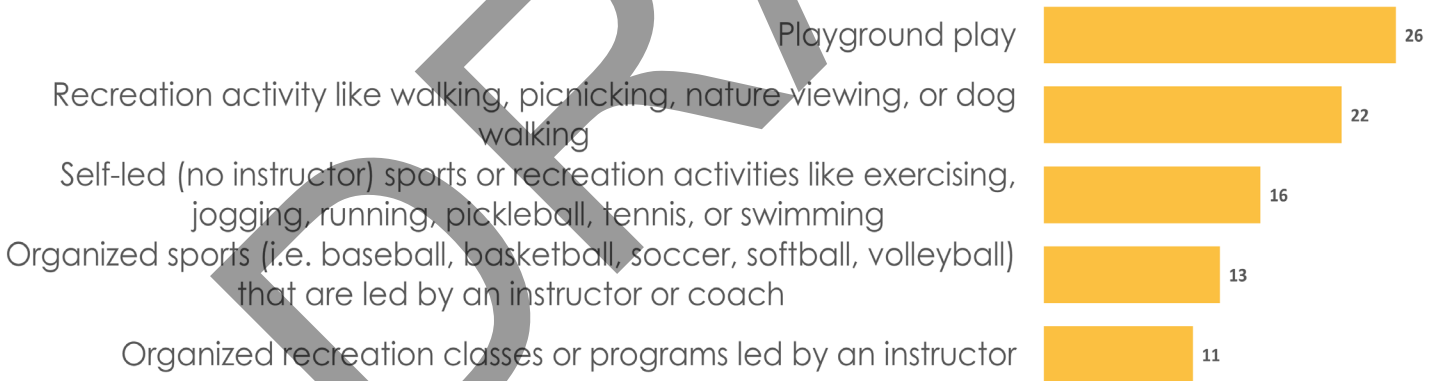 Playground play
26
Recreation activity like walking, picnicking, nature viewing, or dog
walking
22
Self-led (no instructor) sports or recreation activities like exercising,
jogging, running, pickleball, tennis, or swimming
16
Organized sports (i.e. baseball, basketball, soccer, softball, volleyball)
that are led by an instructor or coach
13
Organized recreation classes or programs led by an instructor
11